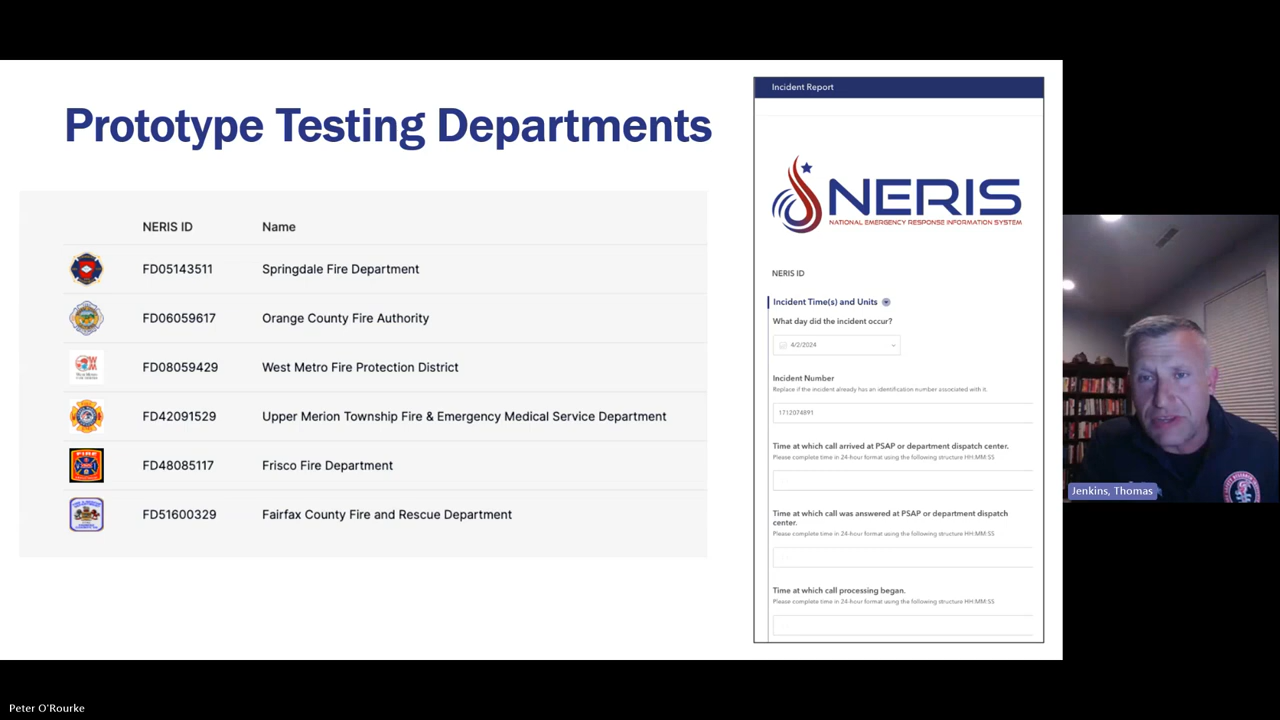 Prototype Testing Departments
NERIS ID Name
FD05143511 Springdale Fire Department
FD06059617 Orange County Fire Authority
FD08059429 West Metro Fire Protection District
FD42091529 Upper Merion Township Fire & Emergency Medical Service Department
FD48085117 Frisco Fire Department
FD51600329 Fairfax County Fire and Rescue Department
Incident Report
NERIS
NATIONAL EMERGENCY RESPONSE INFORMATION SYSTEM
NERIS ID
Incident Time(s) and Units
What day did the incident occur?
4/2/2024
Incident Number
Replace if the incident already has an identification number associated with it.
1712074891
Time at which call arrived at PSAP or department dispatch center.
Please complete time in 24-hour format using the following structure HH:MM:SS
Time at which call was answered at PSAP or department dispatch
center.
Please complete time in 24-hour format using the following structure HH:MM:SS
Time at which call processing began.
Please complete time in 24-hour format using the following structure HH:MM:SS
Jenkins, Thomas
Peter O'Rourke